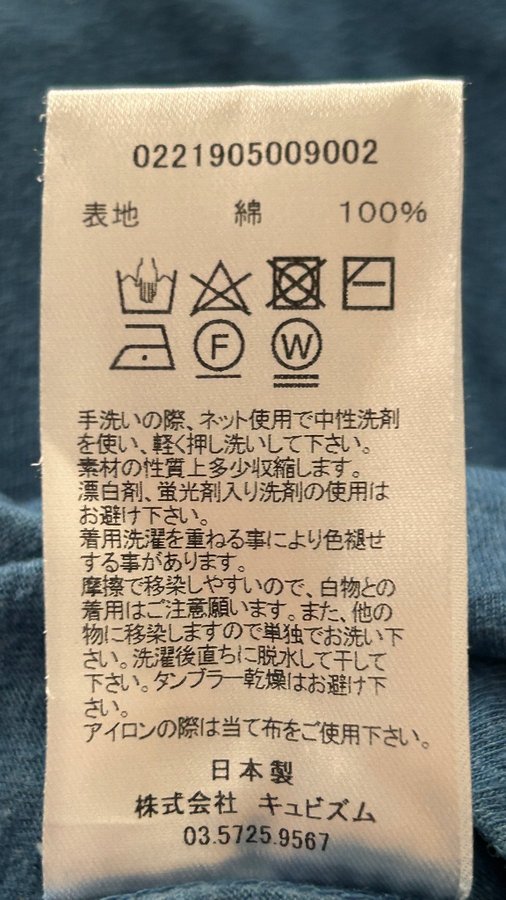 0221905009002
表地 綿 100%
F W
手洗いの際、ネット使用で中性洗剤
を使い、軽く押し洗いして下さい。
素材の性質上多少収縮します。
漂白剤、蛍光剤入り洗剤の使用は
お避け下さい。
着用洗濯を重ねる事により色褪せ
する事があります。
摩擦で移染しやすいので、白物との
着用はご注意願います。また、他の
物に移染しますので単独でお洗い下
さい。洗濯後直ちに脱水して干して
下さい。タンブラー乾燥はお避け下
さい。
アイロンの際は当て布をご使用下さい。
日本製
株式会社 キュビズム
03.5725.9567